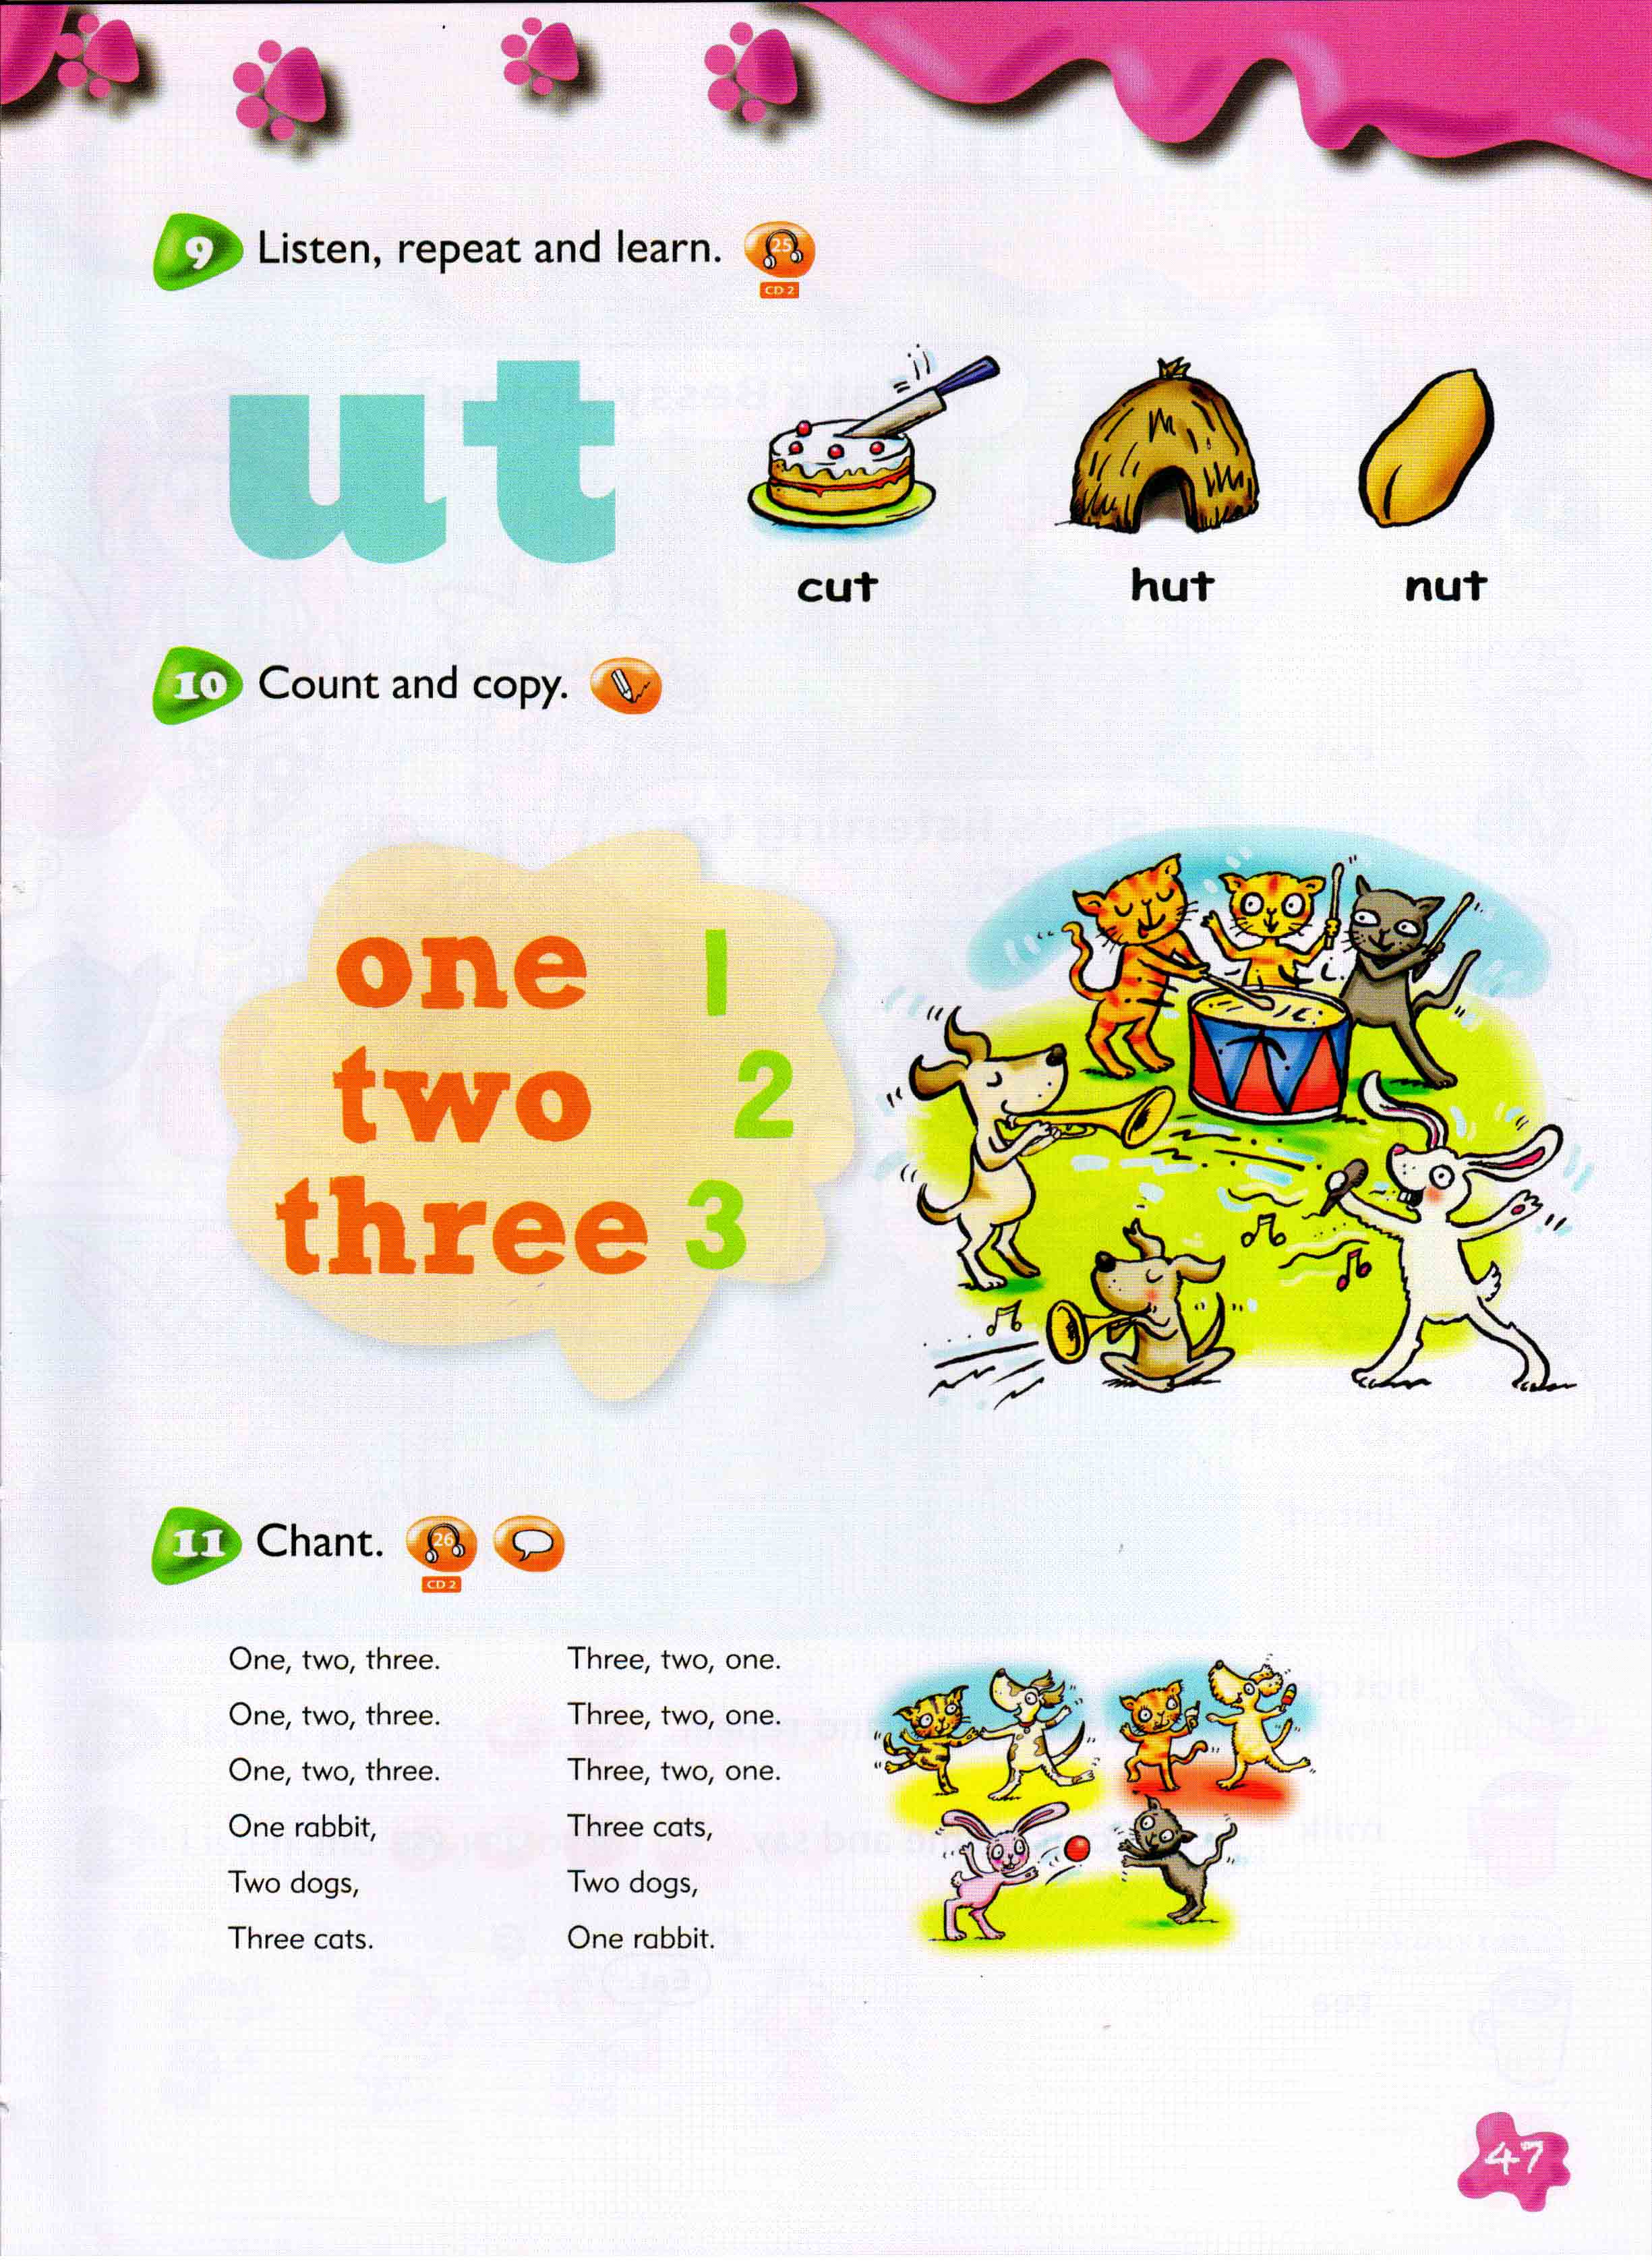 9 Listen, repeat and learn. 25
CD 2
ut
cut hut nut
10 Count and copy.
one 1
two 2
three 3
11 Chant. 26
CD 2
One, two, three.
One, two, three.
One, two, three.
One rabbit,
Two dogs,
Three cats.
Three, two, one.
Three, two, one.
Three, two, one.
Three cats,
Two dogs,
One rabbit.
47